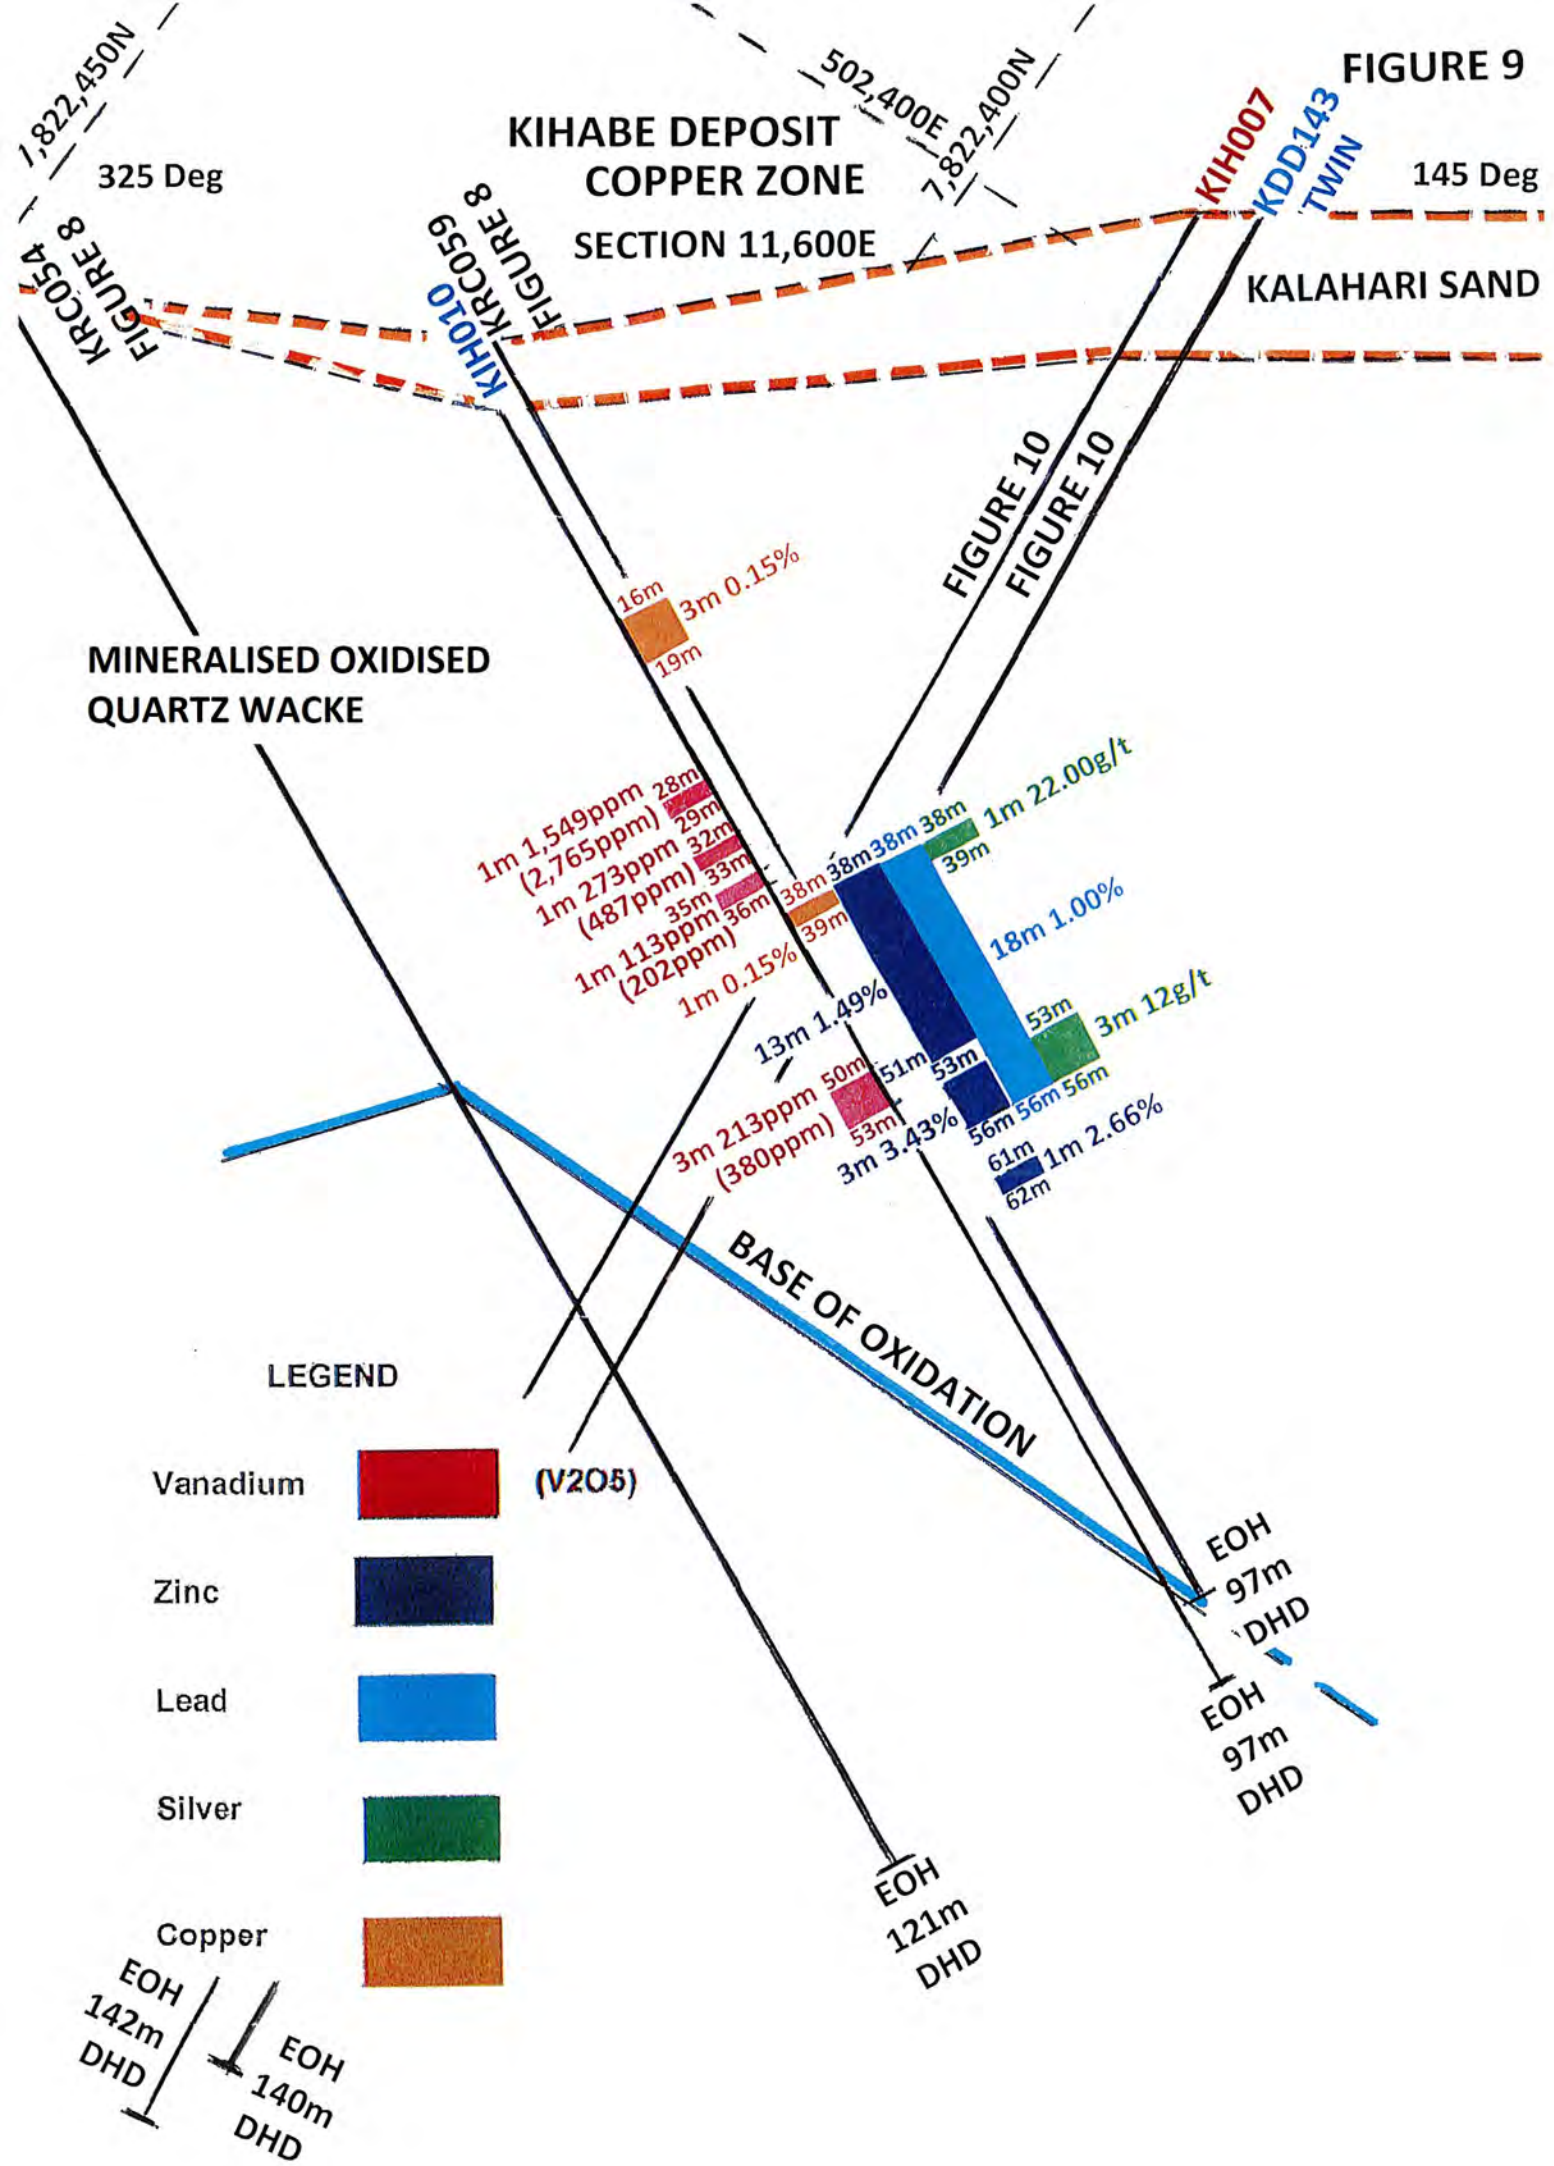 FIGURE 9
7,822,450N
502,400E
7,822,400N
KIHABE DEPOSIT
COPPER ZONE
SECTION 11,600E
325 Deg
145 Deg
KIH007
KDD143
TWIN
KRC054
FIGURE 8
KIH010
KRC059
FIGURE 8
KALAHARI SAND
FIGURE 10
FIGURE 10
16m
3m 0.15%
19m
MINERALISED OXIDISED
QUARTZ WACKE
28m
1m 1,549ppm
(2,765ppm)
29m
32m
1m 273ppm
(487ppm)
33m
35m
1m 113ppm
(202ppm)
36m
38m
39m
1m 0.15%
38m
38m
38m
1m 22.00g/t
39m
18m 1.00%
13m 1.49%
51m
53m
3m 12g/t
50m
3m 213ppm
(380ppm)
53m
53m
3m 3.43%
56m
56m
56m
61m
1m 2.66%
62m
BASE OF OXIDATION
LEGEND
Vanadium
(V2O5)
Zinc
Lead
Silver
Copper
EOH
97m
DHD
EOH
97m
DHD
EOH
121m
DHD
EOH
142m
DHD
EOH
140m
DHD